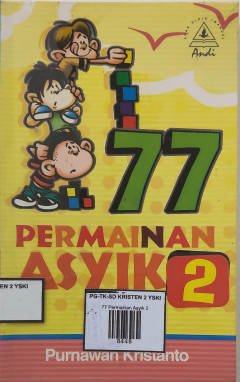 Andi
77
PERMAINAN
ASYIK 2
EN 2 YSKI
PG-TK-SD KRISTEN 2 YSKI
77 Permainan Asyik 2
8448
Purnawan Kristanto